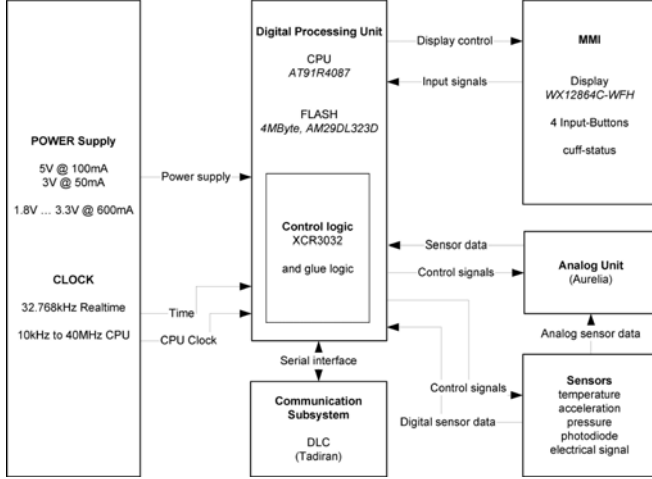 POWER Supply
5V @ 100mA
3V @ 50mA
1.8V ... 3.3V @ 600mA
CLOCK
32.768kHz Realtime
10kHz to 40MHz CPU
Power supply
Time
CPU Clock
Digital Processing Unit
CPU
AT91R4087
FLASH
4MByte, AM29DL323D
Control logic
XCR3032
and glue logic
Serial interface
Communication
Subsystem
DLC
(Tadiran)
Display control
Input signals
Sensor data
Control signals
Control signals
Digital sensor data
MMI
Display
WX12864C-WFH
4 Input-Buttons
cuff-status
Analog Unit
(Aurelia)
Analog sensor data
Sensors
temperature
acceleration
pressure
photodiode
electrical signal